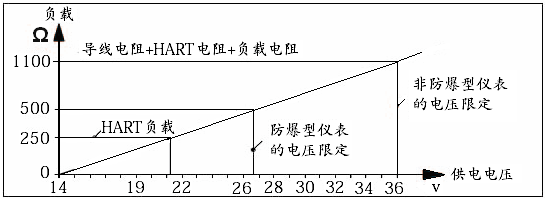 负载
Ω
导线电阻+HART电阻+负载电阻
1100
500
250
0
HART负载
防爆型仪表
的电压限定
非防爆型仪表
的电压限定
14 19 22 26 28 30 32 34 36
供电电压
v